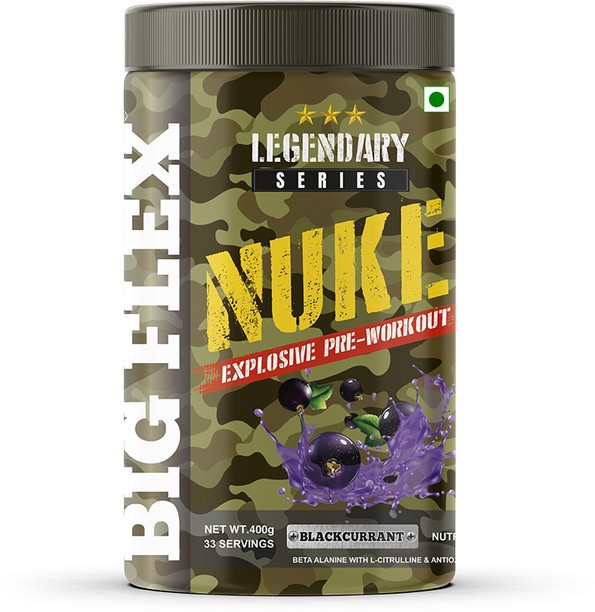 BIG FLEX
LEGENDARY
SERIES
NUKE
EXPLOSIVE PRE-WORKOUT
NET WT.400g
33 SERVINGS
BLACKCURRANT
BETA ALANINE WITH L-CITRULLINE &